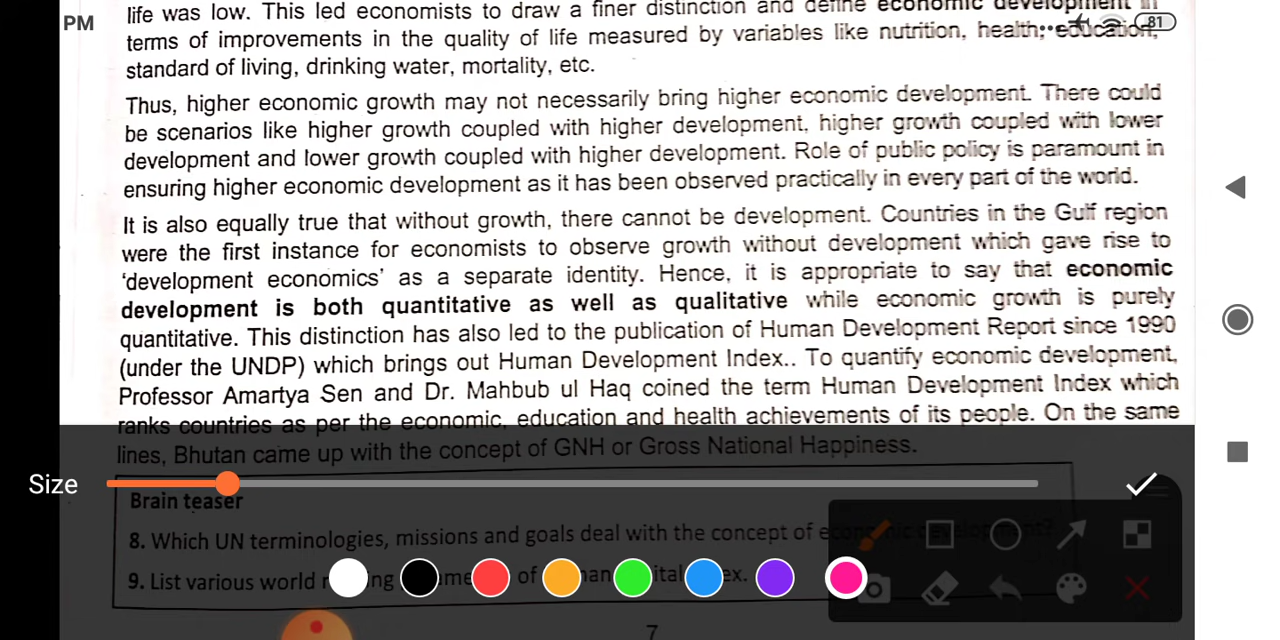 life was low. This led economists to draw a finer distinction and define economic development in
PM
81
terms of improvements in the quality of life measured by variables like nutrition, health, education,
standard of living, drinking water, mortality, etc.
Thus, higher economic growth may not necessarily bring higher economic development. There could
be scenarios like higher growth coupled with higher development, higher growth coupled with lower
development and lower growth coupled with higher development. Role of public policy is paramount in
ensuring higher economic development as it has been observed practically in every part of the world.
It is also equally true that without growth, there cannot be development. Countries in the Gulf region
were the first instance for economists to observe growth without development which gave rise to
‘development economics’ as a separate identity. Hence, it is appropriate to say that economic
development is both quantitative as well as qualitative while economic growth is purely
quantitative. This distinction has also led to the publication of Human Development Report since 1990
(under the UNDP) which brings out Human Development Index.. To quantify economic development,
Professor Amartya Sen and Dr. Mahbub ul Haq coined the term Human Development Index which
ranks countries as per the economic, education and health achievements of its people. On the same
lines, Bhutan came up with the concept of GNH or Gross National Happiness.
Size
Brain teaser
8. Which UN terminologies, missions and goals deal with the concept of economic development?
9. List various world of
7